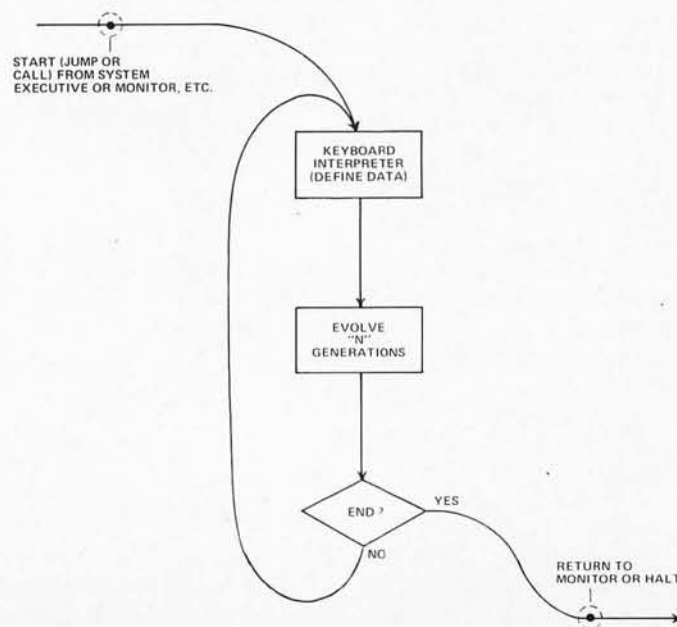 START (JUMP OR
CALL) FROM SYSTEM
EXECUTIVE OR MONITOR, ETC.
KEYBOARD
INTERPRETER
(DEFINE DATA)
EVOLVE
"N"
GENERATIONS
END ?
YES
NO
RETURN TO
MONITOR OR HALT